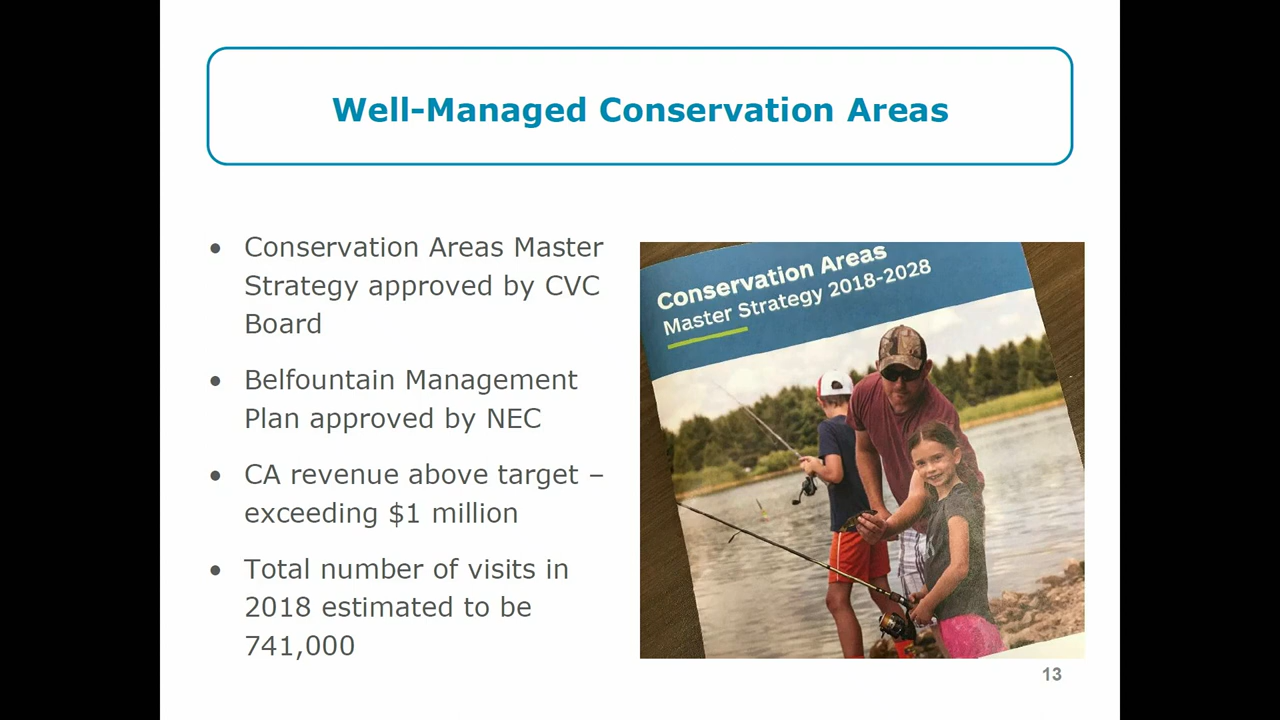 Well-Managed Conservation Areas
• Conservation Areas Master
Strategy approved by CVC
Board
• Belfountain Management
Plan approved by NEC
• CA revenue above target –
exceeding $1 million
• Total number of visits in
2018 estimated to be
741,000
Conservation Areas
Master Strategy 2018-2028
13